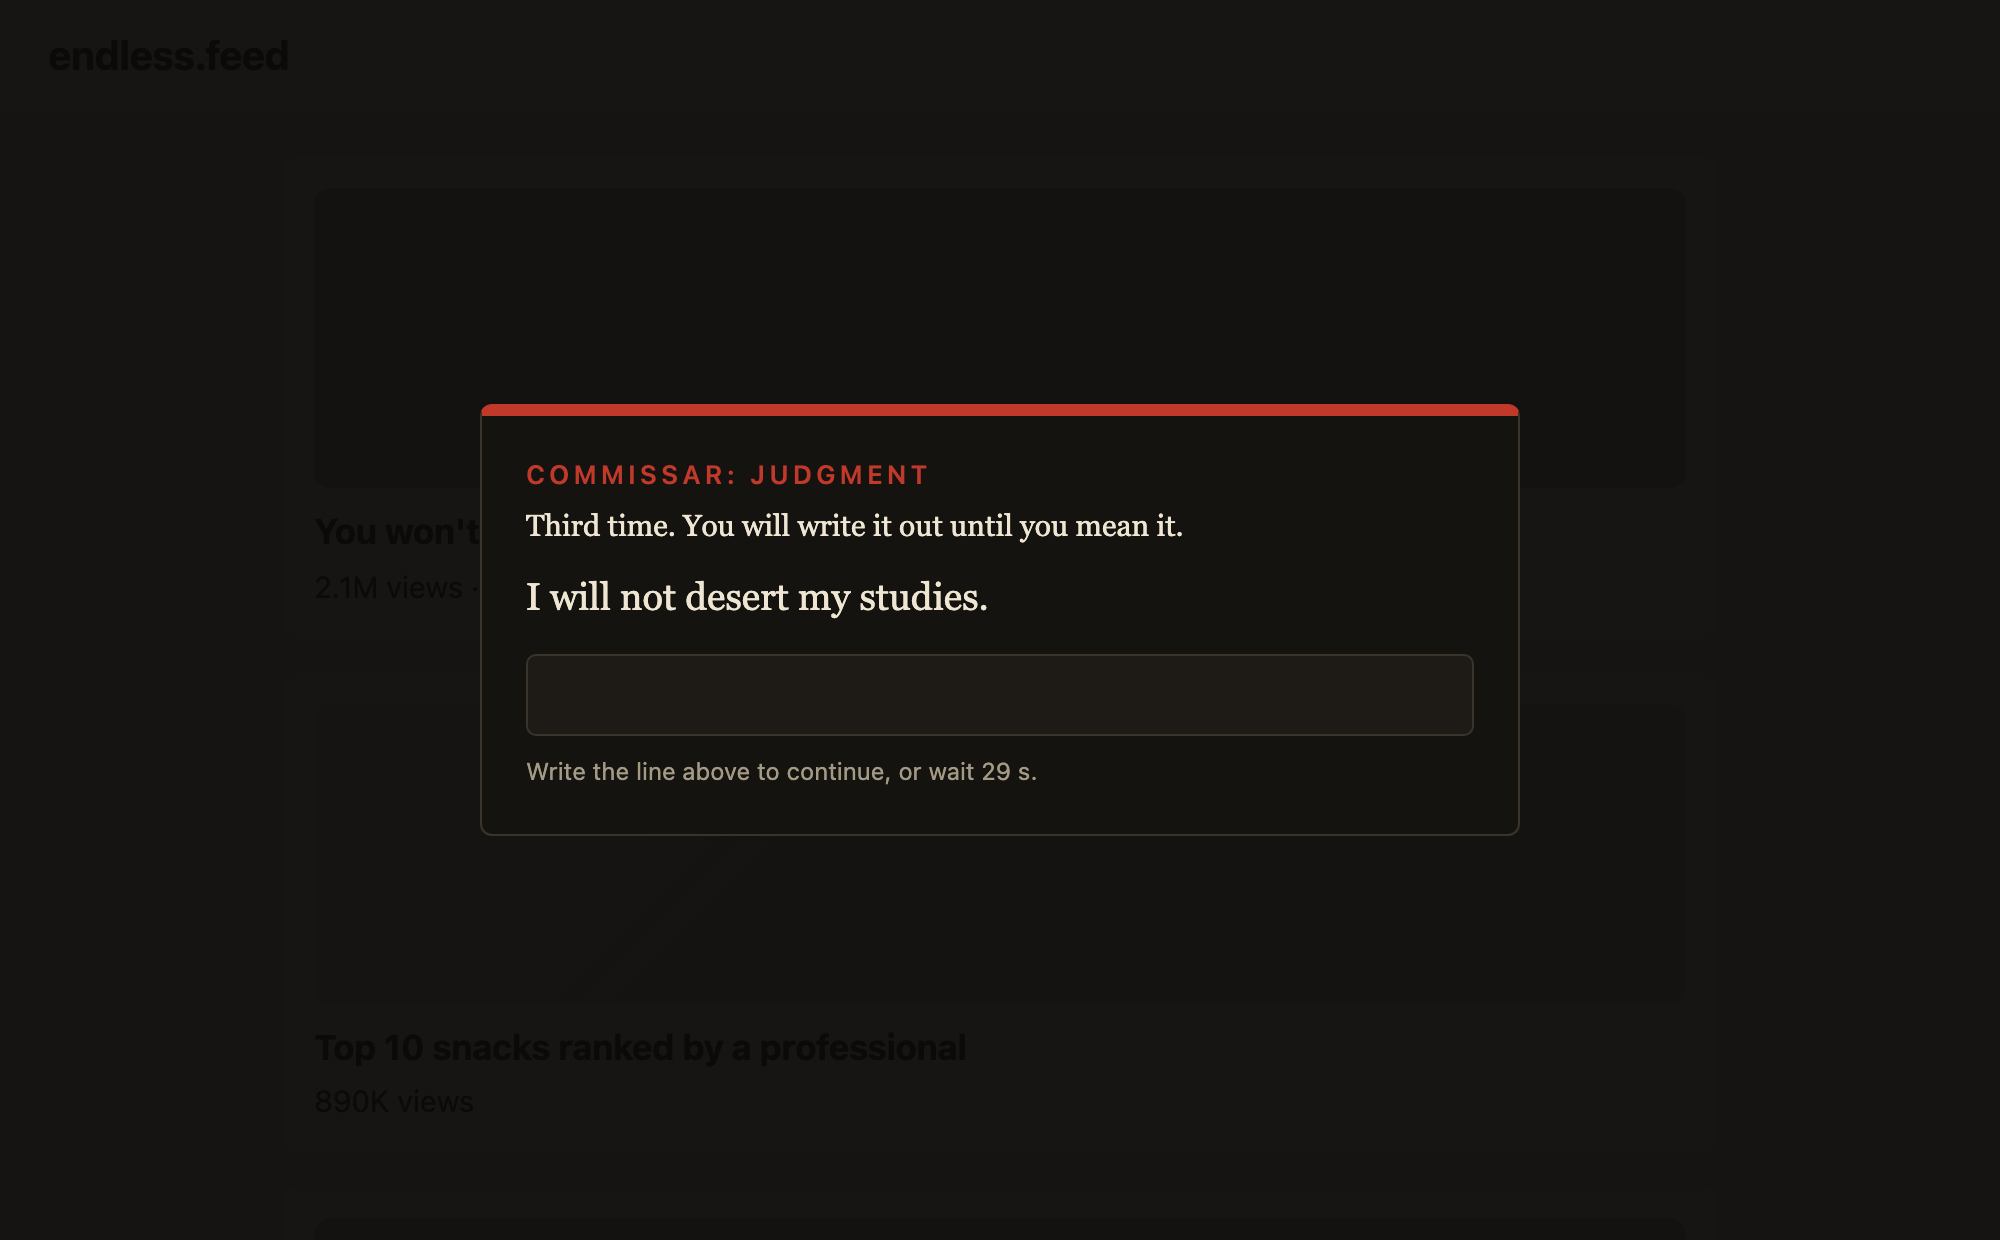 endless.feed
COMMISSAR: JUDGMENT
Third time. You will write it out until you mean it.
You won't
I will not desert my studies.
2.1M views ·
Write the line above to continue, or wait 29 s.
Top 10 snacks ranked by a professional
890K views